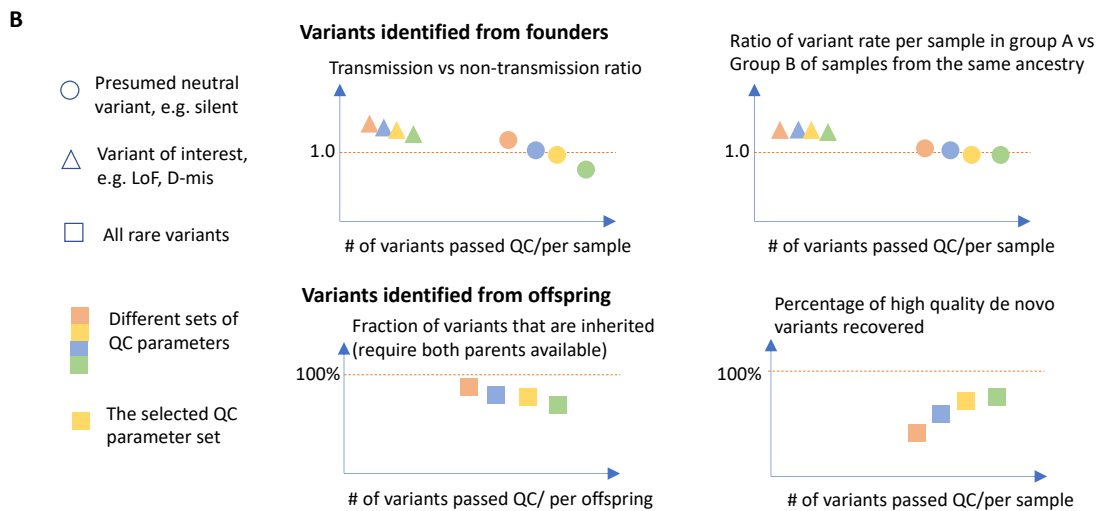 B
Presumed neutral
variant, e.g. silent
Variant of interest,
e.g. LoF, D-mis
All rare variants
Different sets of
QC parameters
The selected QC
parameter set
Variants identified from founders
Transmission vs non-transmission ratio
1.0
# of variants passed QC/per sample
Ratio of variant rate per sample in group A vs
Group B of samples from the same ancestry
1.0
# of variants passed QC/per sample
Variants identified from offspring
Fraction of variants that are inherited
(require both parents available)
100%
# of variants passed QC/ per offspring
Percentage of high quality de novo
variants recovered
100%
# of variants passed QC/per sample